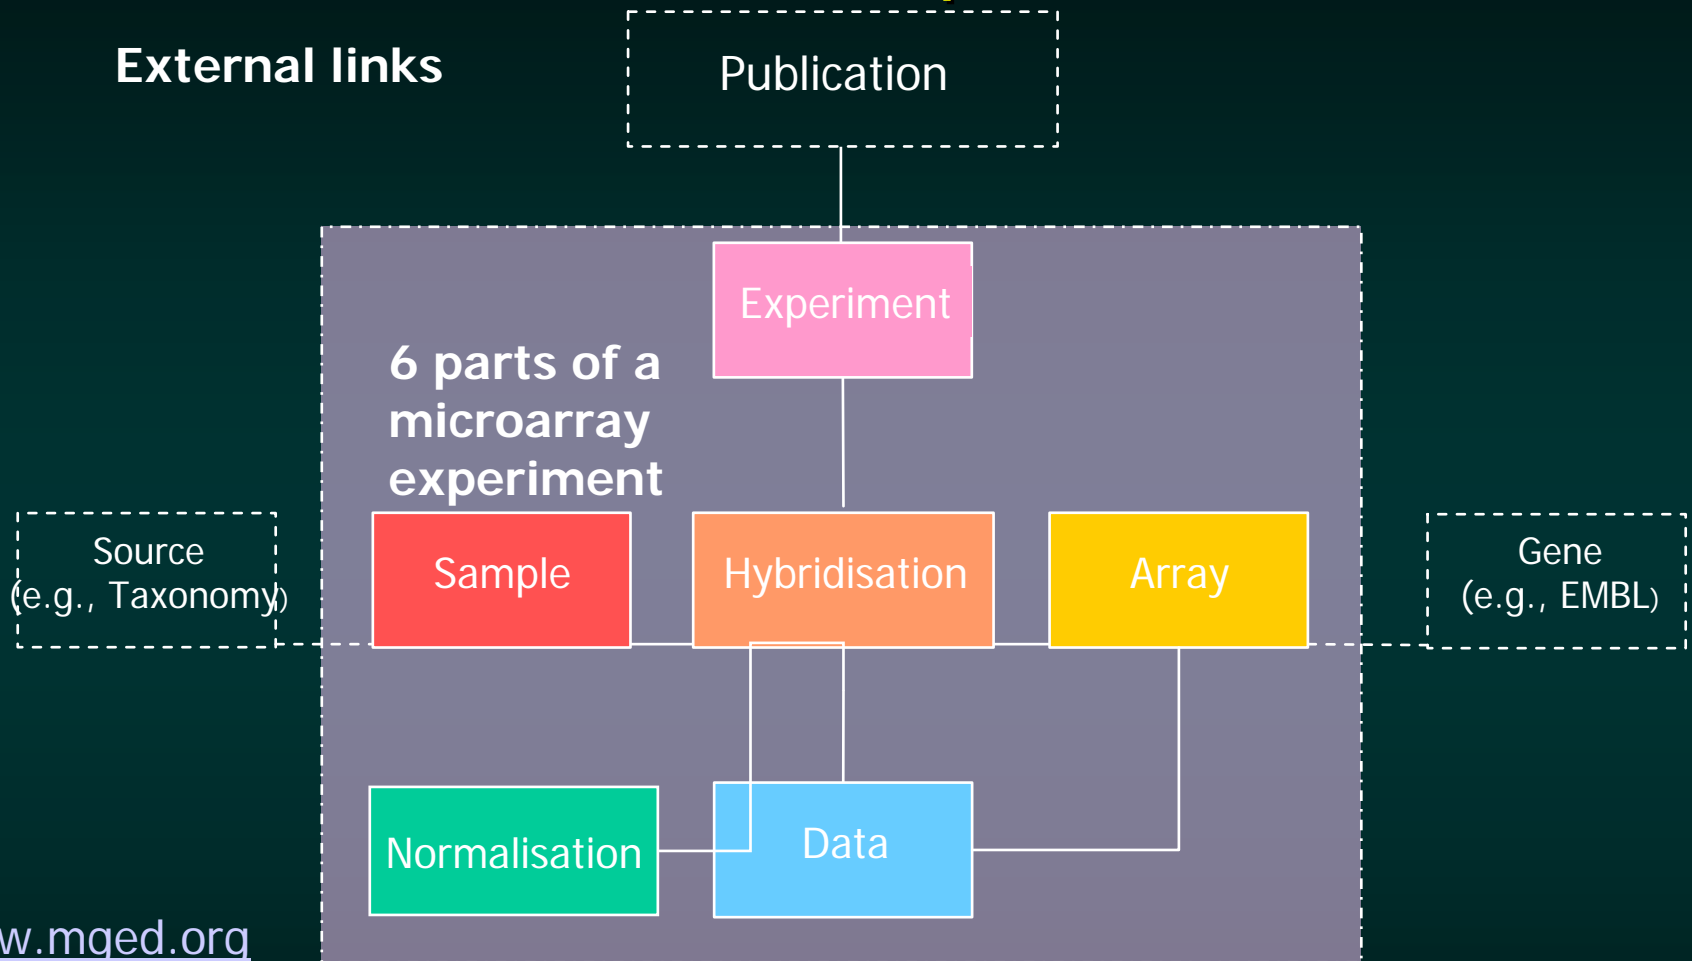 External links
Publication
Experiment
6 parts of a
microarray
experiment
Source
(e.g., Taxonomy)
Sample
Hybridisation
Array
Gene
(e.g., EMBL)
Normalisation
Data
w.mged.org